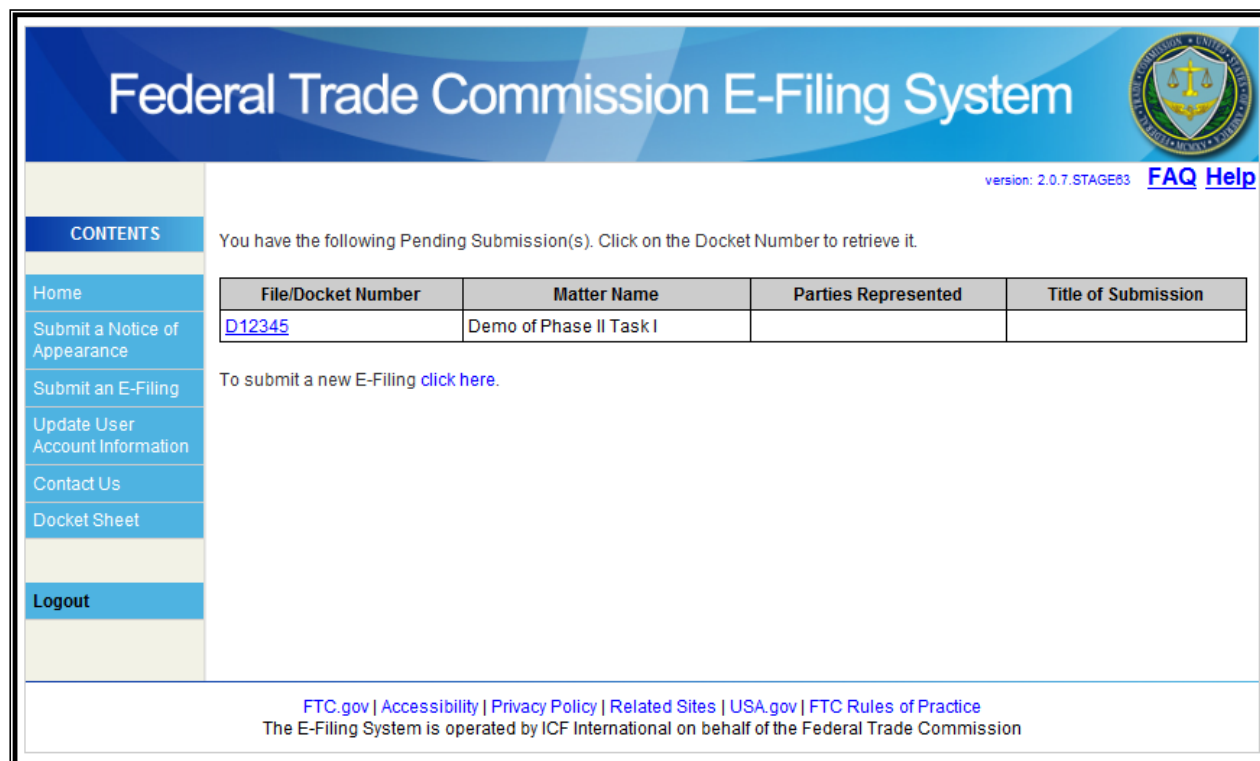 Federal Trade Commission E-Filing System
version: 2.0.7.STAGE63 FAQ Help
CONTENTS
Home
Submit a Notice of
Appearance
Submit an E-Filing
Update User
Account Information
Contact Us
Docket Sheet
Logout
You have the following Pending Submission(s). Click on the Docket Number to retrieve it.
File/Docket Number Matter Name Parties Represented Title of Submission
D12345 Demo of Phase II Task I
To submit a new E-Filing click here.
FTC.gov | Accessibility | Privacy Policy | Related Sites | USA.gov | FTC Rules of Practice
The E-Filing System is operated by ICF International on behalf of the Federal Trade Commission